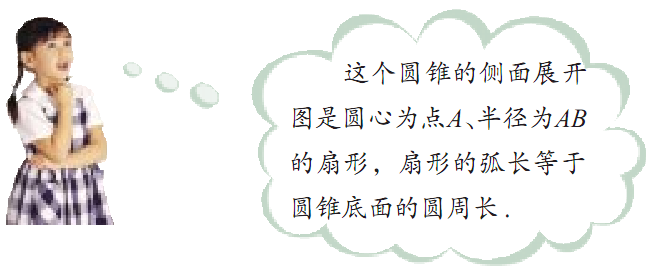 这个圆锥的侧面展开
图是圆心为点A、半径为AB
的扇形，扇形的弧长等于
圆锥底面的圆周长.